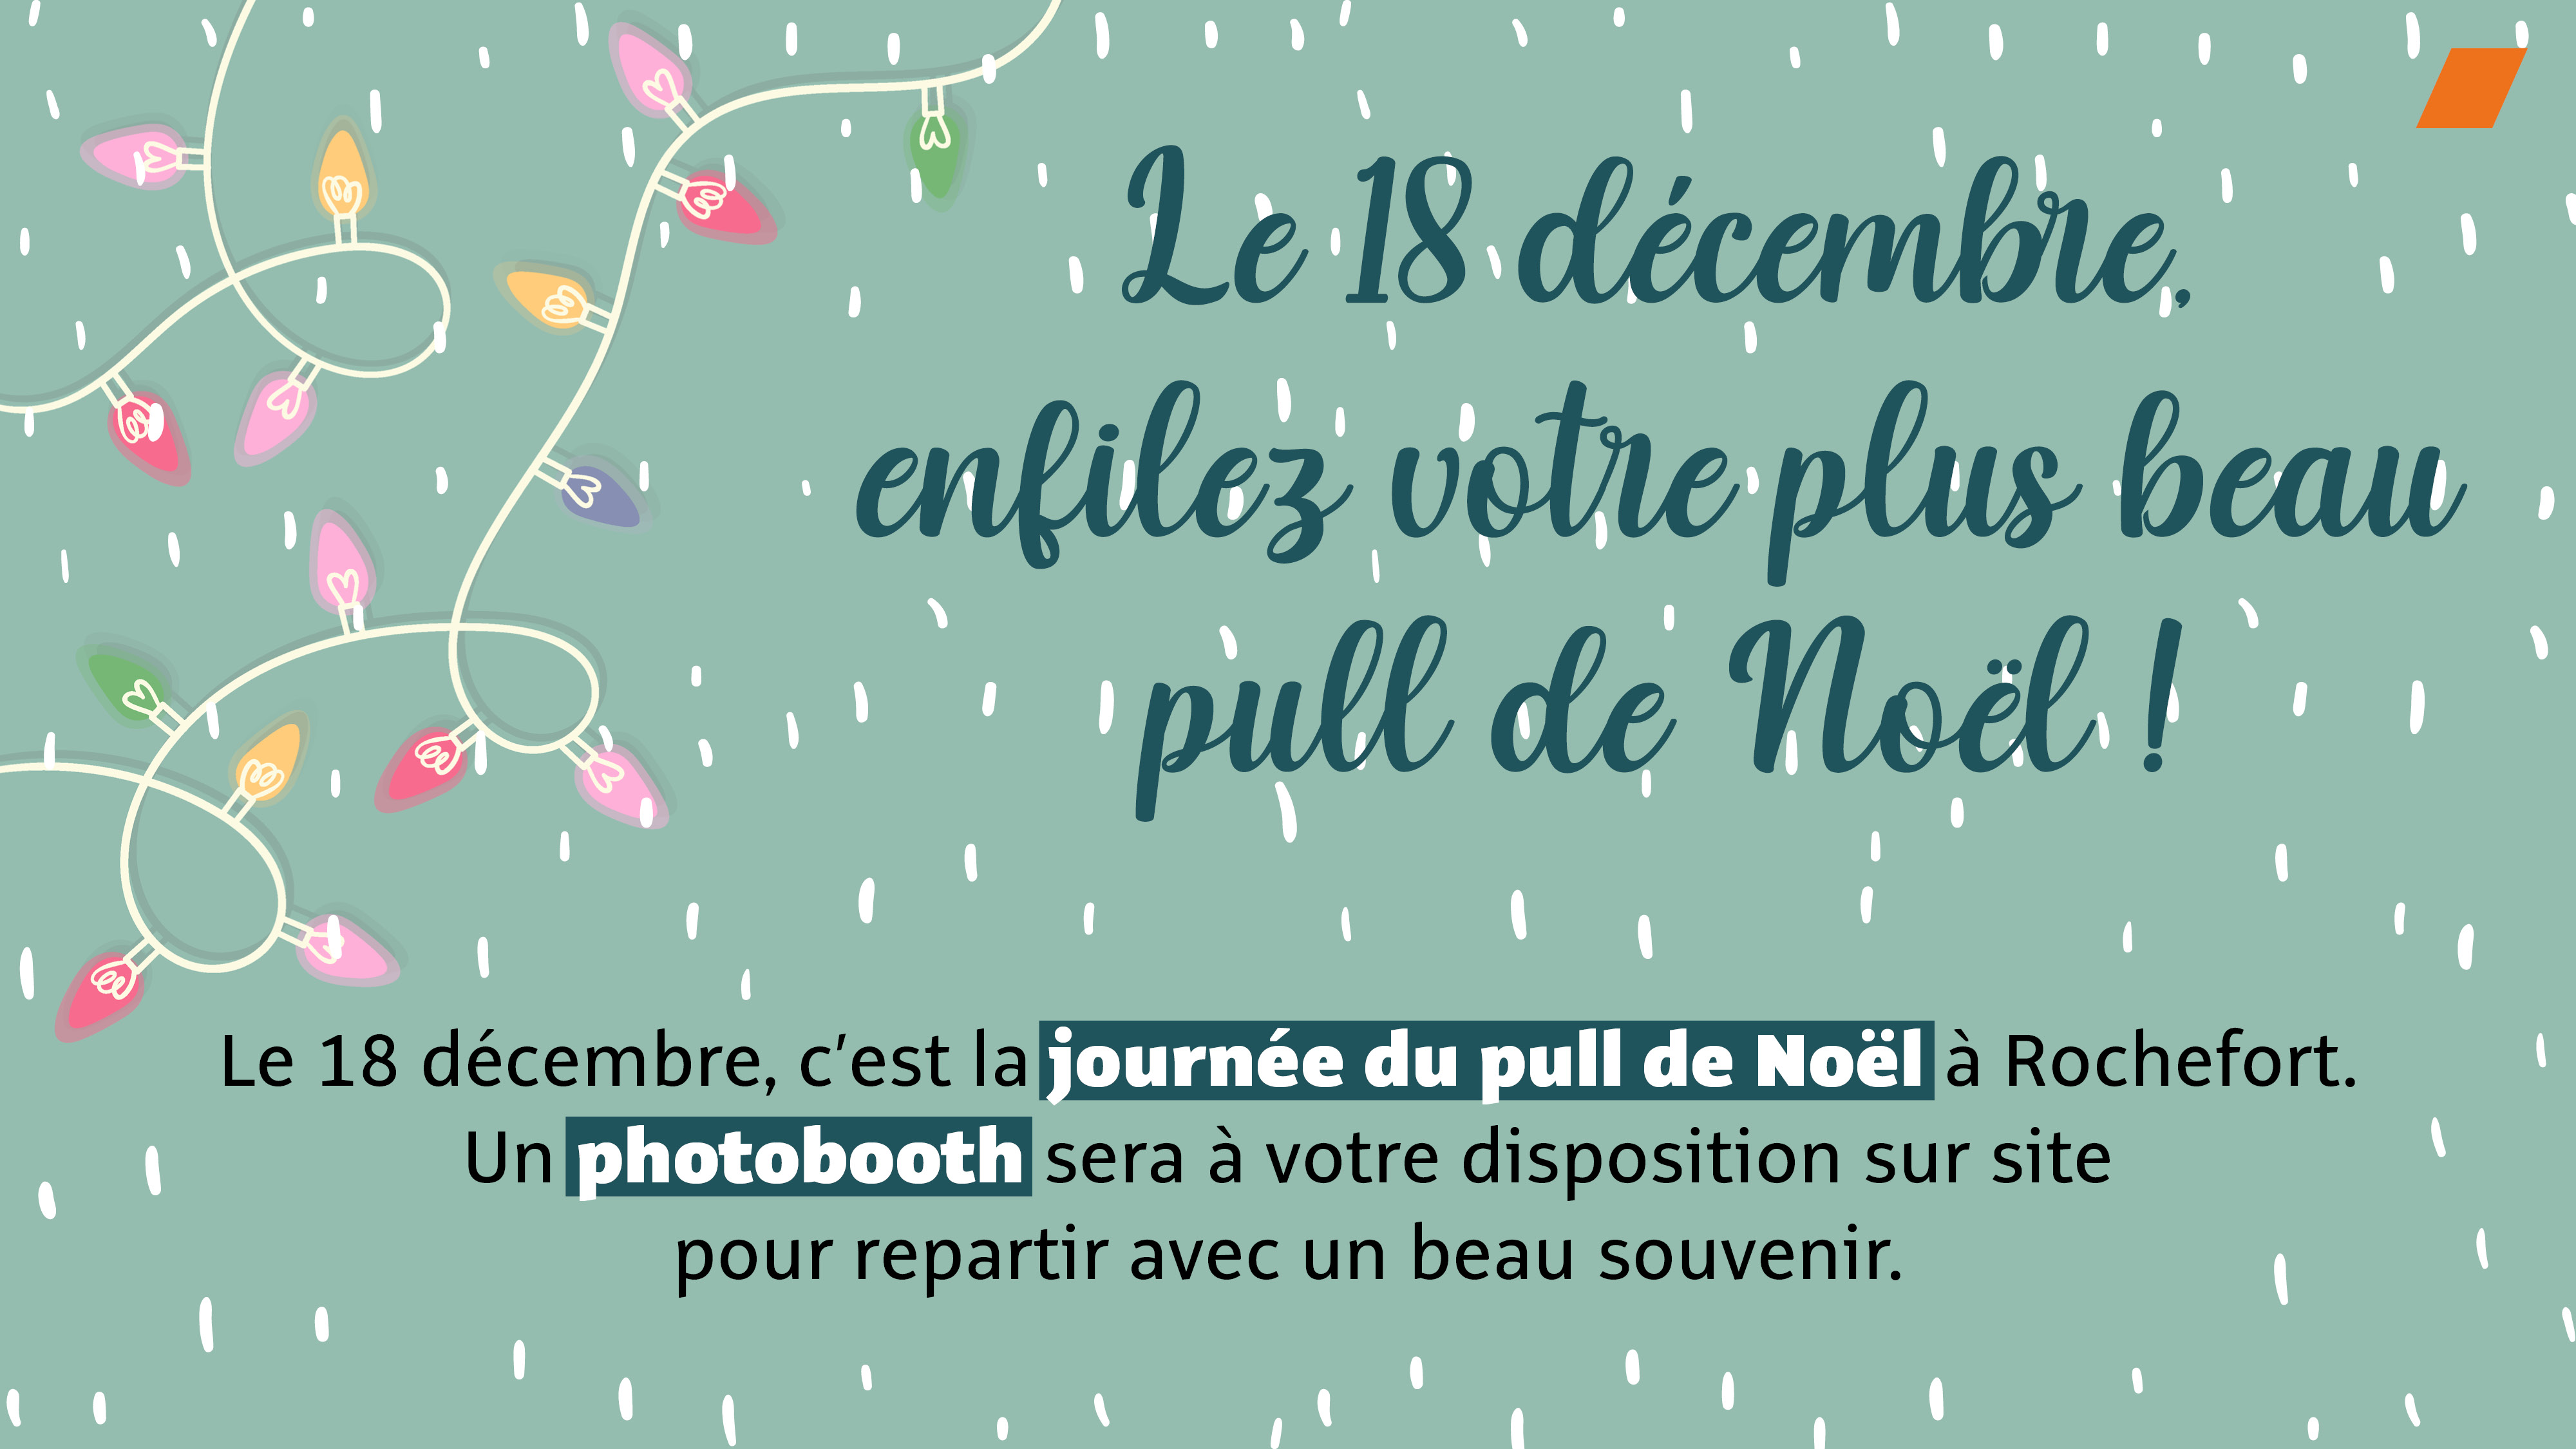 Le 18 décembre,
enfilez votre plus beau
pull de Noël !
Le 18 décembre, c'est la journée du pull de Noël à Rochefort.
Un photobooth sera à votre disposition sur site
pour repartir avec un beau souvenir.